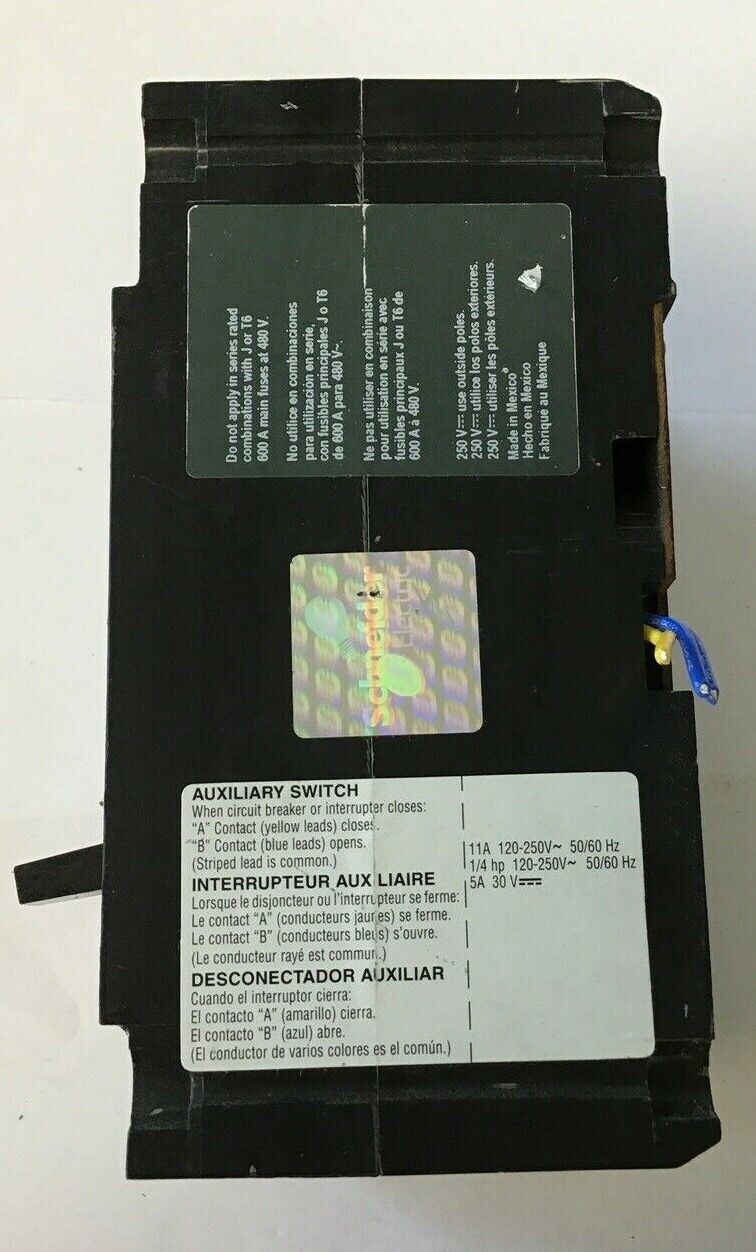 Do not apply in series rated
combinations with J or T6
600 A main fuses at 480 V.
No utilice en combinaciones
para utilización en serie,
con fusibles principales J o T6
de 600 A para 480 V~.
Ne pas utiliser en combinaison
pour utilisation en série avec
fusibles principaux J ou T6 de
600 A à 480 V.
250 V⎓ use outside poles.
250 V⎓ utilice los polos exteriores.
250 V⎓ utiliser les pôles extérieurs.
Made in Mexico
Hecho en Mexico
Fabrique au Mexique
Schneider
Electric
AUXILIARY SWITCH
When circuit breaker or interrupter closes:
"A" Contact (yellow leads) closes.
"B" Contact (blue leads) opens.
(Striped lead is common.)
INTERRUPTEUR AUX LIAIRE
Lorsque le disjoncteur ou l'interrupteur se ferme:
Le contact "A" (conducteurs jaunes) se ferme.
Le contact "B" (conducteurs bleus) s'ouvre.
(Le conducteur rayé est commun.)
DESCONECTADOR AUXILIAR
Cuando el interruptor cierra:
El contacto "A" (amarillo) cierra.
El contacto "B" (azul) abre.
(El conductor de varios colores es el común.)
11A 120-250V~ 50/60 Hz
1/4 hp 120-250V~ 50/60 Hz
5A 30 V⎓